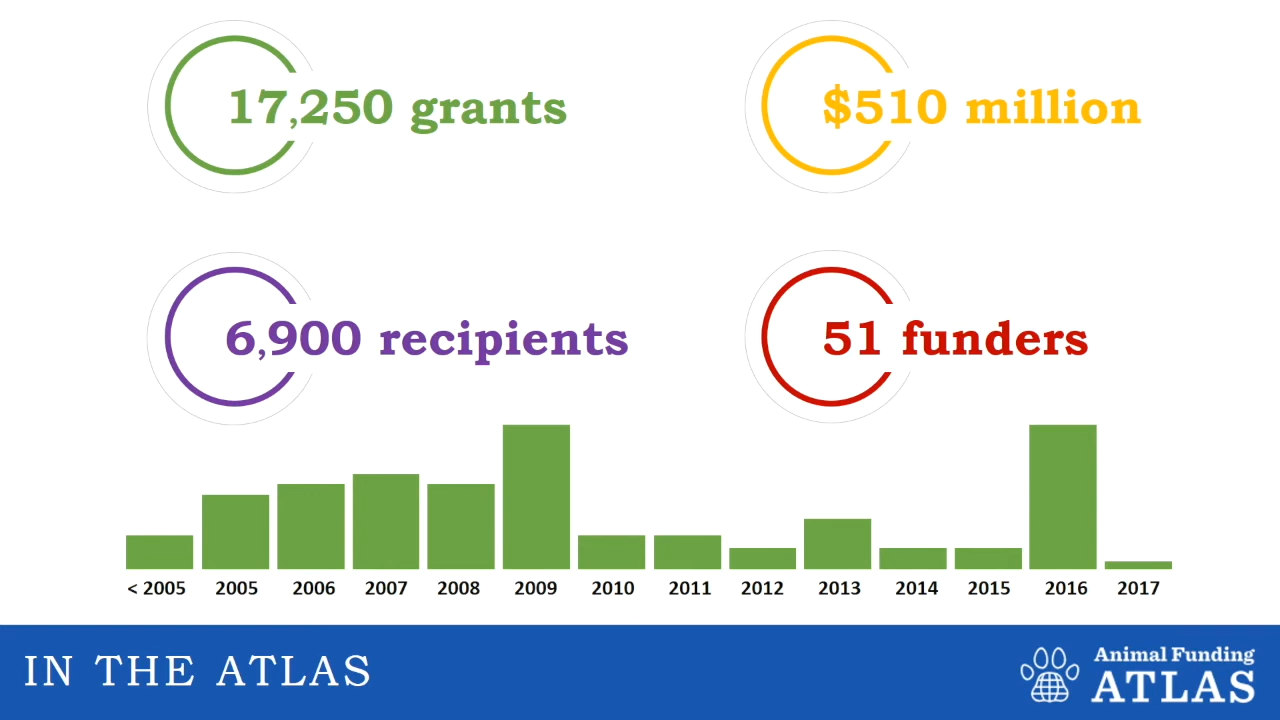 17,250 grants
$510 million
6,900 recipients
51 funders
< 2005 2005 2006 2007 2008 2009 2010 2011 2012 2013 2014 2015 2016 2017
IN THE ATLAS
Animal Funding
ATLAS